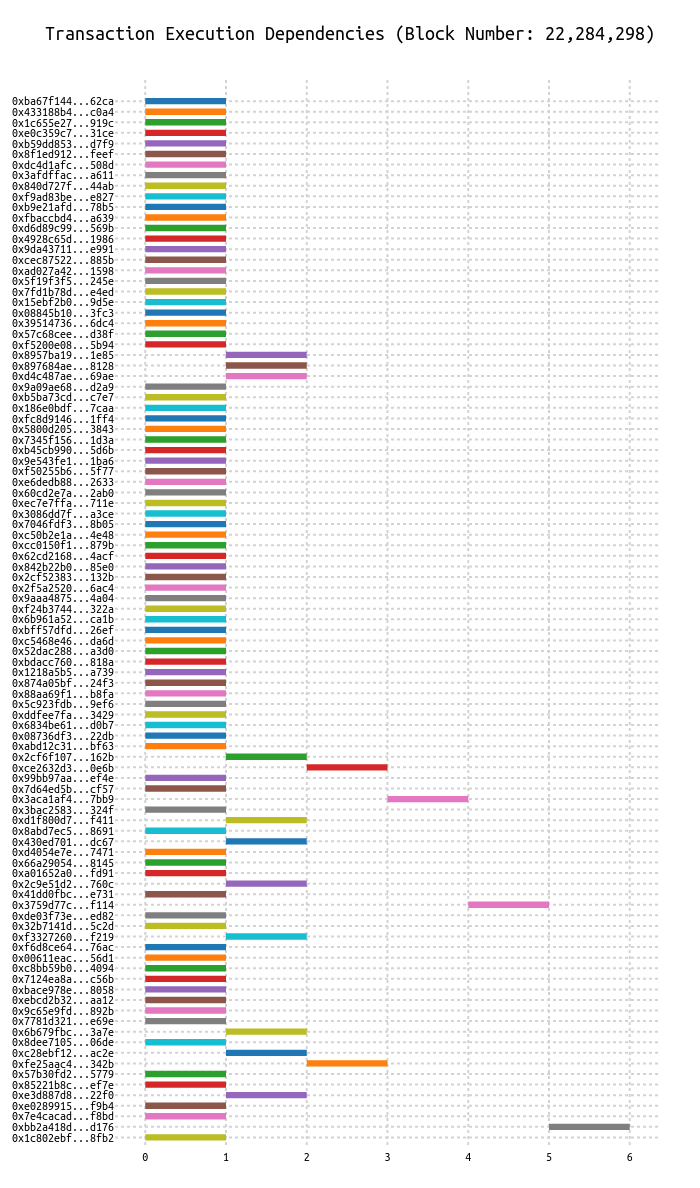 Transaction Execution Dependencies (Block Number: 22,284,298)
0xba67f144...62ca
0x433188b4...c0a4
0x1c655e27...919c
0xe0c359c7...31ce
0xb59dd853...d7f9
0x8f1ed912...feef
0xdc4d1afc...508d
0x3afdffac...a611
0x840d727f...44ab
0xf9ad83be...e827
0xb9e21afd...78b5
0xfbaccbd4...a639
0xd6d89c99...569b
0x4928c65d...1986
0x9da43711...e991
0xcec87522...885b
0xad027a42...1598
0x5f19f3f5...245e
0x7fd1b78d...e4ed
0x15ebf2b0...9d5e
0x08845b10...3fc3
0x39514736...6dc4
0x57c68cee...d38f
0xf5200e08...5b94
0x8957ba19...1e85
0x897684ae...8128
0xd4c487ae...69ae
0x9a09ae68...d2a9
0xb5ba73cd...c7e7
0x186e0bdf...7caa
0xfc8d9146...1ff4
0x5800d205...3843
0x7345f156...1d3a
0xb45cb990...5d6b
0x9e543fe1...1ba6
0xf50255b6...5f77
0xe6dedb88...2633
0x60cd2e7a...2ab0
0xec7e7ffa...711e
0x3086dd7f...a3ce
0x7046fdf3...8b05
0xc50b2e1a...4e48
0xcc0150f1...879b
0x62cd2168...4acf
0x842b22b0...85e0
0x2cf52383...132b
0x2f5a2520...6ac4
0x9aaa4875...4a04
0xf24b3744...322a
0x6b961a52...ca1b
0xbff57dfd...26ef
0xc5468e46...da6d
0x52dac288...a3d0
0xbdacc760...818a
0x1218a5b5...a739
0x874a05bf...24f3
0x88aa69f1...b8fa
0x5c923fdb...9ef6
0xddfee7fa...3429
0x6834be61...d0b7
0x08736df3...22db
0xabd12c31...bf63
0x2cf6f107...162b
0xce2632d3...0e6b
0x99bb97aa...ef4e
0x7d64ed5b...cf57
0x3aca1af4...7bb9
0x3bac2583...324f
0xd1f800d7...f411
0x8abd7ec5...8691
0x430ed701...dc67
0xd4054e7e...7471
0x66a29054...8145
0xa01652a0...fd91
0x2c9e51d2...760c
0x41dd0fbc...e731
0x3759d77c...f114
0xde03f73e...ed82
0x32b7141d...5c2d
0xf3327260...f219
0xf6d8ce64...76ac
0x00611eac...56d1
0xc8bb59b0...4094
0x7124ea8a...c56b
0xbace978e...8058
0xebcd2b32...aa12
0x9c65e9fd...892b
0x7781d321...e69e
0x6b679fbc...3a7e
0x8dee7105...06de
0xc28ebf12...ac2e
0xfe25aac4...342b
0x57b30fd2...5779
0x85221b8c...ef7e
0xe3d887d8...22f0
0xe0289915...f9b4
0x7e4cacad...f8bd
0xbb2a418d...d176
0x1c802ebf...8fb2
0 1 2 3 4 5 6